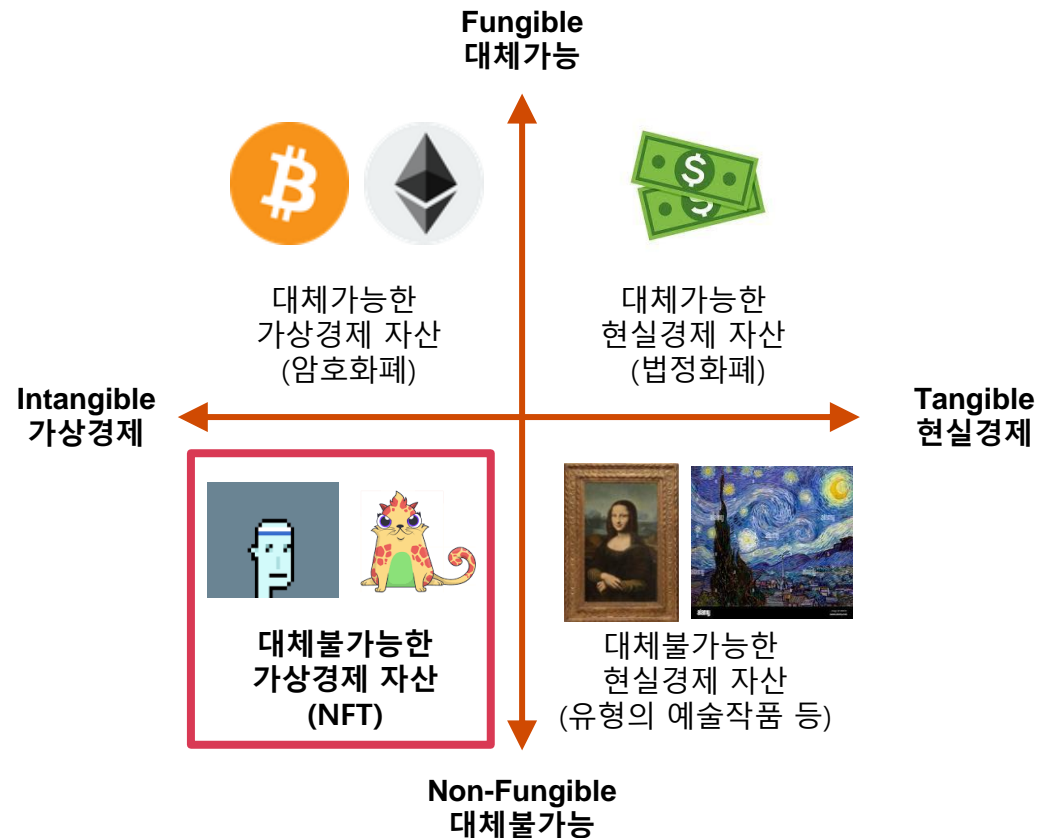 Fungible
대체가능
대체가능한
가상경제 자산
(암호화폐)
대체가능한
현실경제 자산
(법정화폐)
Intangible
가상경제
Tangible
현실경제
대체불가능한
가상경제 자산
(NFT)
대체불가능한
현실경제 자산
(유형의 예술작품 등)
alamy
Non-Fungible
대체불가능